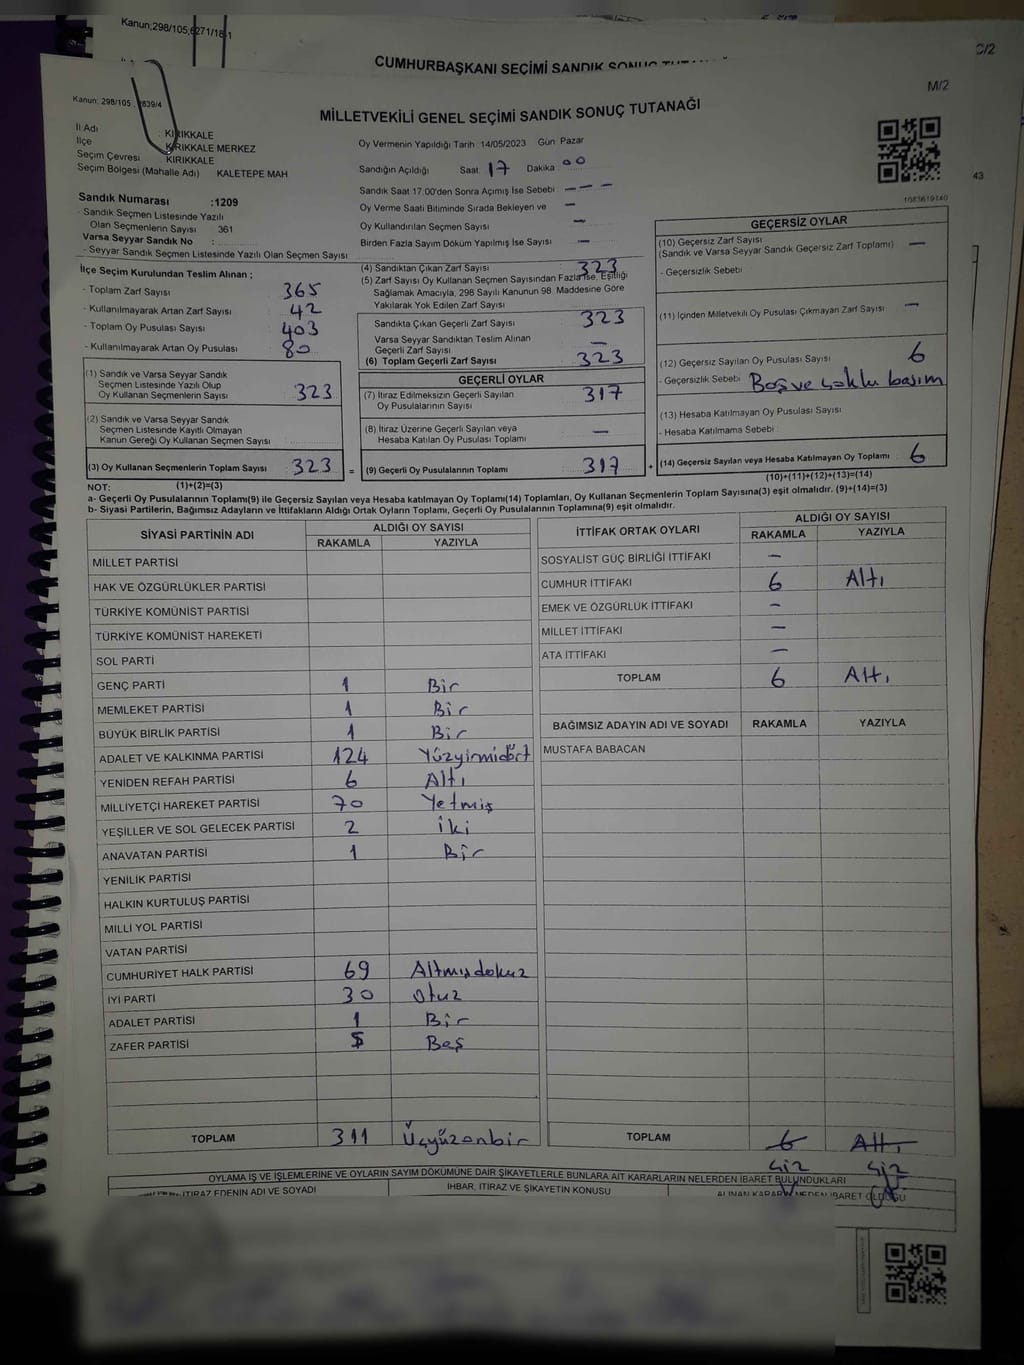 Kanun;298/105;6271/18-1
CUMHURBAŞKANI SEÇİMİ SANDIK SONUÇ
C/2
43
M/2
Kanun; 298/105 2839/4
MİLLETVEKİLİ GENEL SEÇİMİ SANDIK SONUÇ TUTANAĞI
İl Adı : KIRIKKALE
İlçe : KIRIKKALE MERKEZ
Seçim Çevresi : KIRIKKALE
Seçim Bölgesi (Mahalle Adı) KALETEPE MAH
Oy Vermenin Yapıldığı Tarih 14/05/2023 Gün Pazar
Sandığın Açıldığı Saat 17 Dakika 00
Sandık Saat 17.00'den Sonra Açımış İse Sebebi - - -
Oy Verme Saati Bitiminde Sırada Bekleyen ve -
Oy Kullandırılan Seçmen Sayısı -
Birden Fazla Sayım Döküm Yapılmış İse Sayısı -
1083619140
Sandık Numarası :1209
- Sandık Seçmen Listesinde Yazılı
Olan Seçmenlerin Sayısı 361
Varsa Seyyar Sandık No :
- Seyyar Sandık Seçmen Listesinde Yazılı Olan Seçmen Sayısı
İlçe Seçim Kurulundan Teslim Alınan ;
- Toplam Zarf Sayısı 365
- Kullanılmayarak Artan Zarf Sayısı 42
- Toplam Oy Pusulası Sayısı 403
- Kullanılmayarak Artan Oy Pusulası 80
(4) Sandıktan Çıkan Zarf Sayısı 323
(5) Zarf Sayısı Oy Kullanan Seçmen Sayısından Fazla İse, Eşitliği
Sağlamak Amacıyla, 298 Sayılı Kanunun 98. Maddesine Göre
Yakılarak Yok Edilen Zarf Sayısı
Sandıkta Çıkan Geçerli Zarf Sayısı 323
Varsa Seyyar Sandıktan Teslim Alınan
Geçerli Zarf Sayısı -
(6) Toplam Geçerli Zarf Sayısı 323
GEÇERSİZ OYLAR
(10) Geçersiz Zarf Sayısı -
(Sandık ve Varsa Seyyar Sandık Geçersiz Zarf Toplamı)
- Geçersizlik Sebebi
(11) İçinden Milletvekili Oy Pusulası Çıkmayan Zarf Sayısı -
(12) Geçersiz Sayılan Oy Pusulası Sayısı 6
- Geçersizlik Sebebi Boş ve çoklu basım
(13) Hesaba Katılmayan Oy Pusulası Sayısı
- Hesaba Katılmama Sebebi :
(14) Geçersiz Sayılan veya Hesaba Katılmayan Oy Toplamı 6
(10)+(11)+(12)+(13)=(14)
(1) Sandık ve Varsa Seyyar Sandık
Seçmen Listesinde Yazılı Olup
Oy Kullanan Seçmenlerin Sayısı 323
(2) Sandık ve Varsa Seyyar Sandık
Seçmen Listesinde Kayıtlı Olmayan
Kanun Gereği Oy Kullanan Seçmen Sayısı
(3) Oy Kullanan Seçmenlerin Toplam Sayısı 323 =
(1)+(2)=(3)
GEÇERLİ OYLAR
(7) İtiraz Edilmeksizin Geçerli Sayılan 317
Oy Pusulalarının Sayısı
(8) İtiraz Üzerine Geçerli Sayılan veya -
Hesaba Katılan Oy Pusulası Toplamı
(9) Geçerli Oy Pusulalarının Toplamı 317 +
NOT:
a- Geçerli Oy Pusulalarının Toplamı(9) ile Geçersiz Sayılan veya Hesaba katılmayan Oy Toplamı(14) Toplamları, Oy Kullanan Seçmenlerin Toplam Sayısına(3) eşit olmalıdır. (9)+(14)=(3)
b- Siyasi Partilerin, Bağımsız Adayların ve İttifakların Aldığı Ortak Oyların Toplamı, Geçerli Oy Pusulalarının Toplamına(9) eşit olmalıdır.
SİYASİ PARTİNİN ADI ALDIĞI OY SAYISI
RAKAMLA YAZIYLA
MİLLET PARTİSİ
HAK VE ÖZGÜRLÜKLER PARTİSİ
TÜRKİYE KOMÜNİST PARTİSİ
TÜRKİYE KOMÜNİST HAREKETİ
SOL PARTİ
GENÇ PARTİ 1 Bir
MEMLEKET PARTİSİ 1 Bir
BÜYÜK BİRLİK PARTİSİ 1 Bir
ADALET VE KALKINMA PARTİSİ 124 Yüzyirmidört
YENİDEN REFAH PARTİSİ 6 Altı
MİLLİYETÇİ HAREKET PARTİSİ 70 Yetmiş
YEŞİLLER VE SOL GELECEK PARTİSİ 2 İki
ANAVATAN PARTİSİ 1 Bir
YENİLİK PARTİSİ
HALKIN KURTULUŞ PARTİSİ
MİLLİ YOL PARTİSİ
VATAN PARTİSİ
CUMHURİYET HALK PARTİSİ 69 Altmışdokuz
İYİ PARTİ 30 Otuz
ADALET PARTİSİ 1 Bir
ZAFER PARTİSİ 5 Beş
TOPLAM 311 Üçyüzonbir
İTTİFAK ORTAK OYLARI ALDIĞI OY SAYISI
RAKAMLA YAZIYLA
SOSYALİST GÜÇ BİRLİĞİ İTTİFAKI -
CUMHUR İTTİFAKI 6 Altı
EMEK VE ÖZGÜRLÜK İTTİFAKI -
MİLLET İTTİFAKI -
ATA İTTİFAKI -
TOPLAM 6 Altı
BAĞIMSIZ ADAYIN ADI VE SOYADI RAKAMLA YAZIYLA
MUSTAFA BABACAN
TOPLAM 6 Altı
OYLAMA İŞ VE İŞLEMLERİNE VE OYLARIN SAYIM DÖKÜMÜNE DAİR ŞİKAYETLERLE BUNLARA AİT KARARLARIN NELERDEN İBARET BULUNDUKLARI
İTİRAZ EDENİN ADI VE SOYADI İHBAR, İTİRAZ VE ŞİKAYETİN KONUSU ALINAN KARARIN NEDEN İBARET OLDUĞU